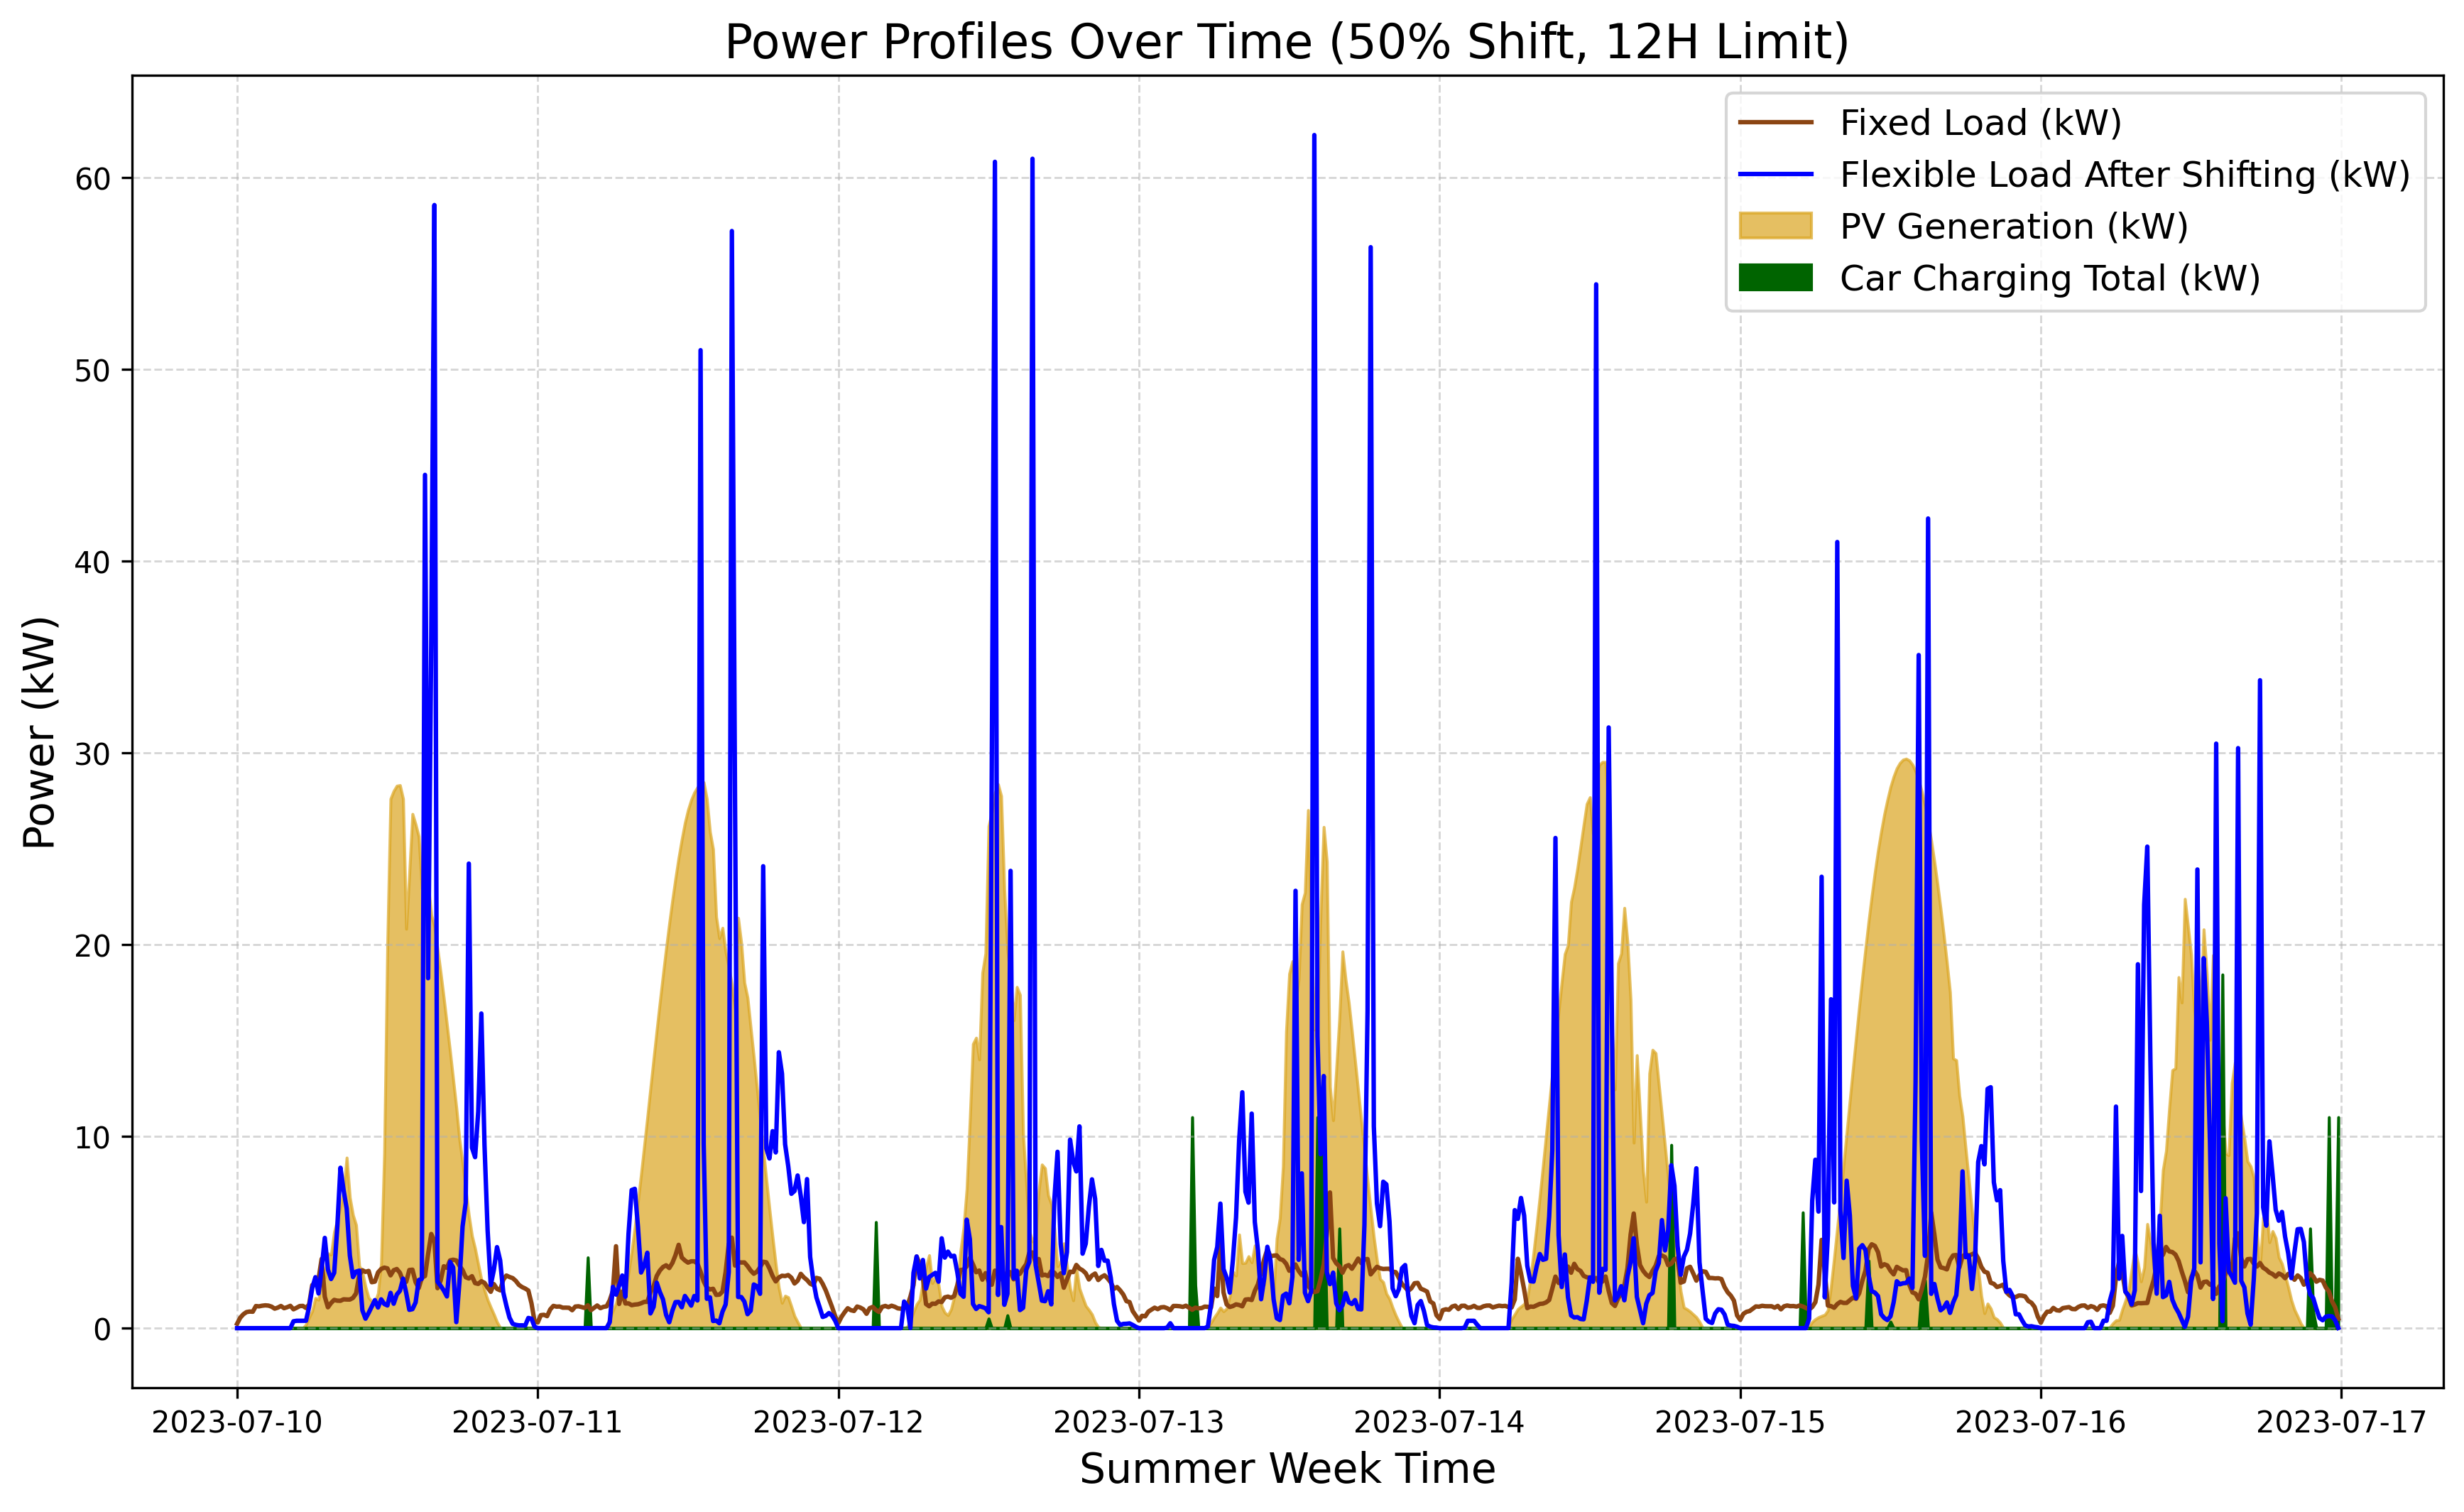 Power Profiles Over Time (50% Shift, 12H Limit)
Fixed Load (kW)
Flexible Load After Shifting (kW)
PV Generation (kW)
Car Charging Total (kW)
Power (kW)
60
50
40
30
20
10
0
2023-07-10
2023-07-11
2023-07-12
2023-07-13
2023-07-14
2023-07-15
2023-07-16
2023-07-17
Summer Week Time